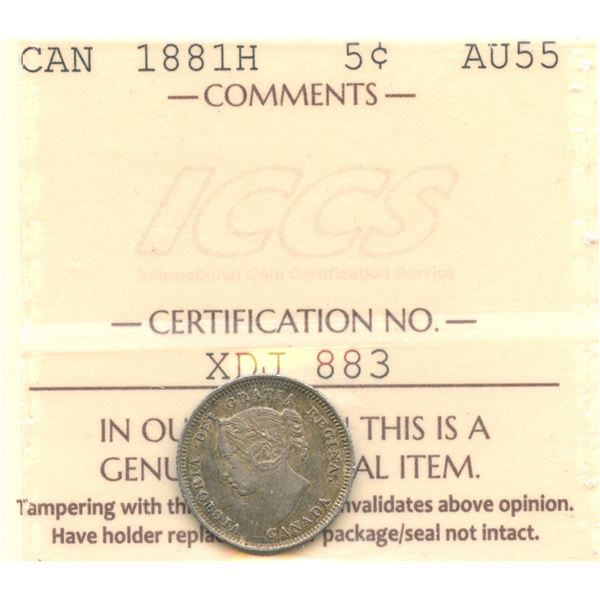 CAN 1881H 5¢ AU55
— COMMENTS —
ICCS
International Coin Certification Service
— CERTIFICATION NO. —
XDJ 883
IN OU THIS IS A
GENU AL ITEM.
Tampering with th nvalidates above opinion.
Have holder repla package/seal not intact.
VICTORIA DEI GRATIA REGINA.
CANADA